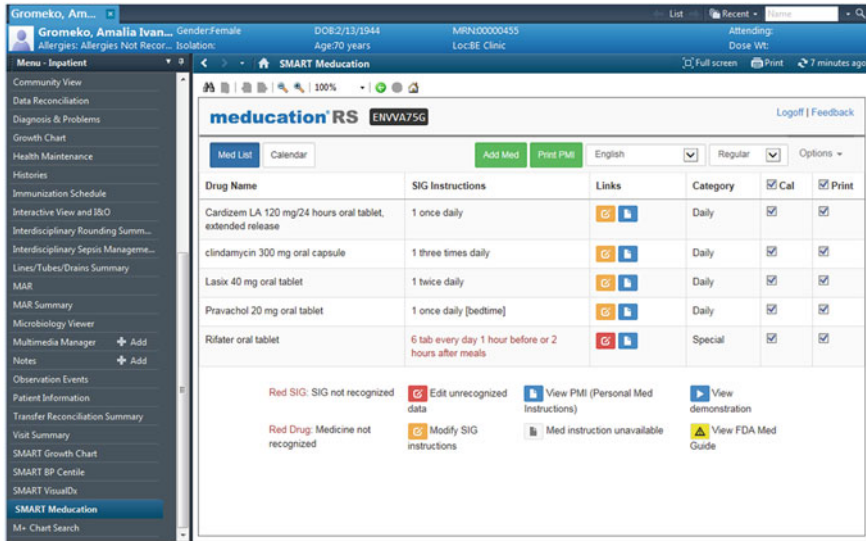 Gromeko, Am...
List
Recent
Name
Gromeko, Amalia Ivan... Gender:Female DOB:2/13/1944 MRN:00000455 Attending:
Allergies: Allergies Not Recor... Isolation: Age:70 years Loc:BE Clinic Dose Wt:
Menu - Inpatient
SMART Meducation
Full screen
Print
7 minutes ago
Community View
Data Reconciliation
Diagnosis & Problems
Growth Chart
Health Maintenance
Histories
Immunization Schedule
Interactive View and I&O
Interdisciplinary Rounding Summ...
Interdisciplinary Sepsis Manageme...
Lines/Tubes/Drains Summary
MAR
MAR Summary
Microbiology Viewer
Multimedia Manager Add
Notes Add
Observation Events
Patient Information
Transfer Reconciliation Summary
Visit Summary
SMART Growth Chart
SMART BP Centile
SMART VisualDx
SMART Meducation
M+ Chart Search
100%
meducation RS ENVVA75G
Logoff | Feedback
Med List Calendar Add Med Print PMI English Regular Options
Drug Name SIG Instructions Links Category Cal Print
Cardizem LA 120 mg/24 hours oral tablet, 1 once daily Daily
extended release
clindamycin 300 mg oral capsule 1 three times daily Daily
Lasix 40 mg oral tablet 1 twice daily Daily
Pravachol 20 mg oral tablet 1 once daily [bedtime] Daily
Rifater oral tablet 6 tab every day 1 hour before or 2 Special
hours after meals
Red SIG: SIG not recognized
Edit unrecognized
data
View PMI (Personal Med
Instructions)
View
demonstration
Red Drug: Medicine not
recognized
Modify SIG
instructions
Med instruction unavailable
View FDA Med
Guide